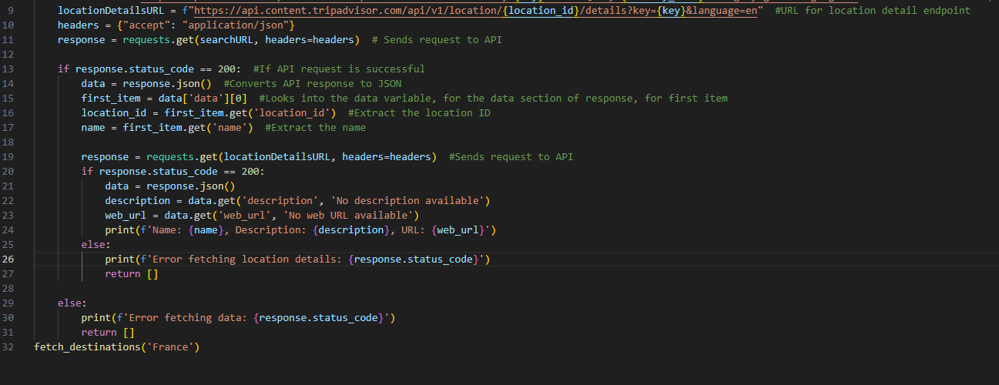 9 locationDetailsURL = f"https://api.content.tripadvisor.com/api/v1/location/{location_id}/details?key={key}&language=en" #URL for location detail endpoint
10 headers = {"accept": "application/json"}
11 response = requests.get(searchURL, headers=headers) # Sends request to API
12
13 if response.status_code == 200: #If API request is successful
14 data = response.json() #Converts API response to JSON
15 first_item = data['data'][0] #Looks into the data variable, for the data section of response, for first item
16 location_id = first_item.get('location_id') #Extract the location ID
17 name = first_item.get('name') #Extract the name
18
19 response = requests.get(locationDetailsURL, headers=headers) #Sends request to API
20 if response.status_code == 200:
21 data = response.json()
22 description = data.get('description', 'No description available')
23 web_url = data.get('web_url', 'No web URL available')
24 print(f'Name: {name}, Description: {description}, URL: {web_url}')
25 else:
26 print(f'Error fetching location details: {response.status_code}')
27 return []
28
29 else:
30 print(f'Error fetching data: {response.status_code}')
31 return []
32 fetch_destinations('France')